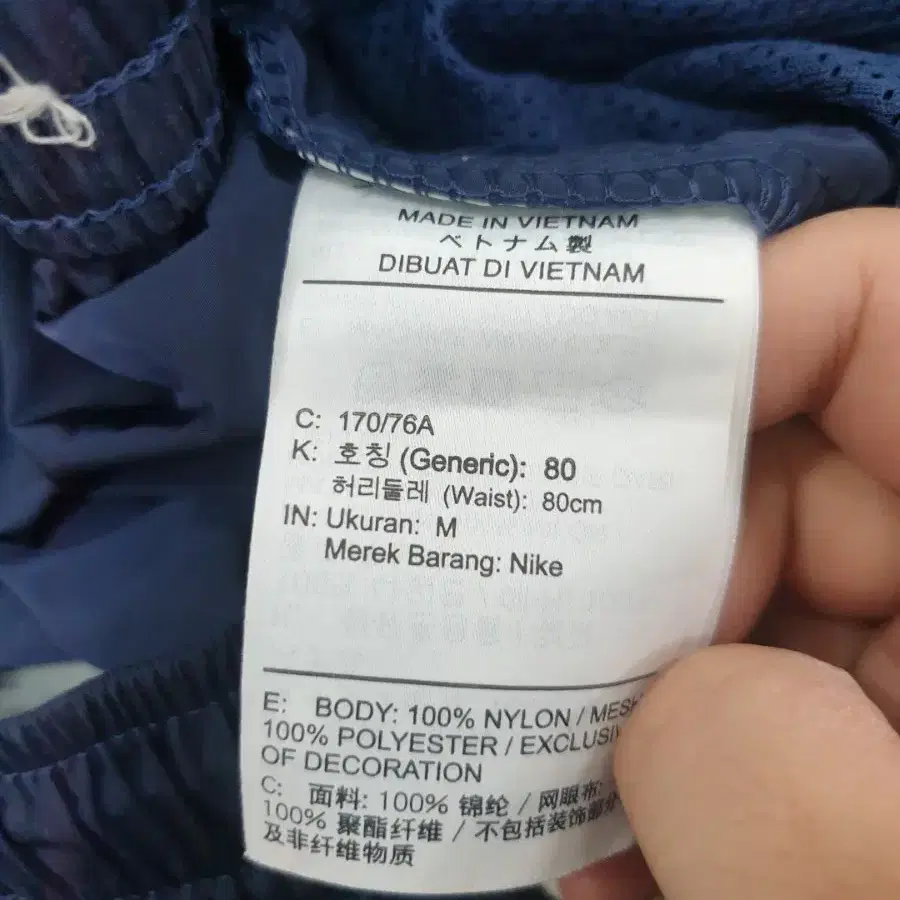 MADE IN VIETNAM
ベトナム製
DIBUAT DI VIETNAM
C: 170/76A
K: 호칭 (Generic): 80
허리둘레 (Waist): 80cm
IN: Ukuran: M
Merek Barang: Nike
E: BODY: 100% NYLON / MESH
100% POLYESTER / EXCLUSIV
OF DECORATION
C: 面料: 100% 锦纶 / 网眼布:
100% 聚酯纤维 / 不包括装饰部件
及非纤维物质